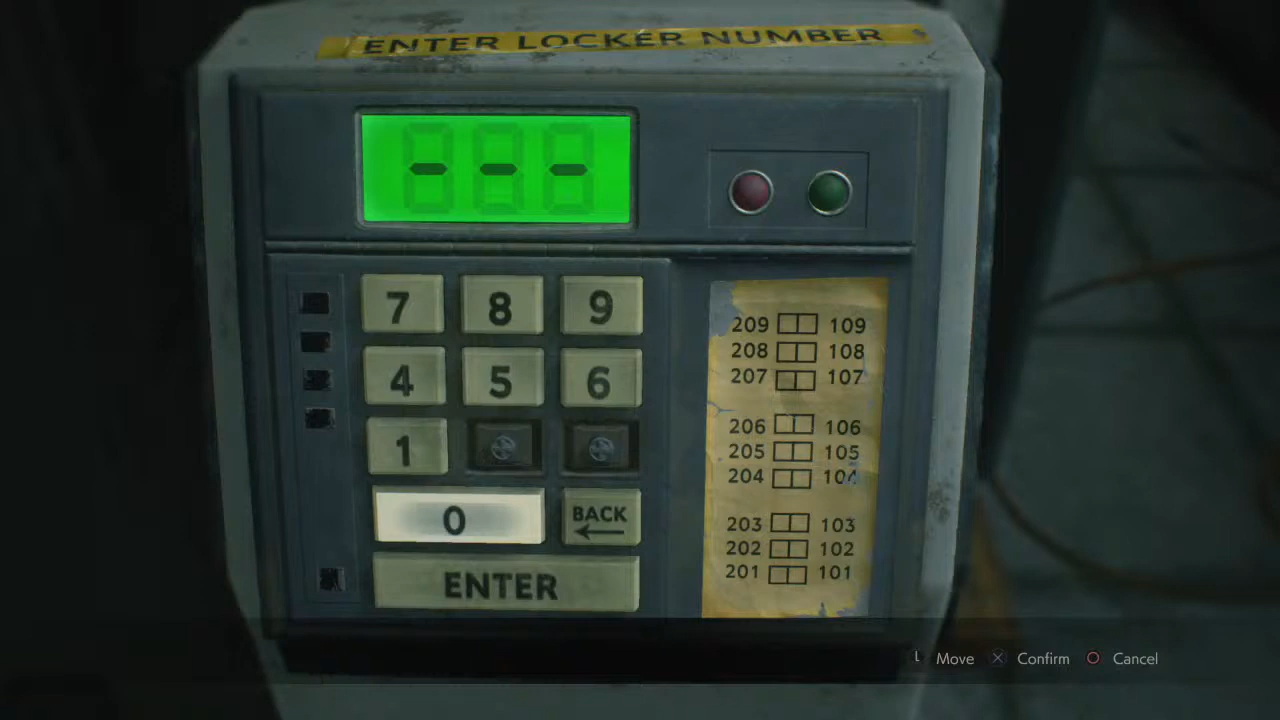 ENTER LOCKER NUMBER
- - -
7 8 9
4 5 6
1
0 BACK
ENTER
209 109
208 108
207 107
206 106
205 105
204 104
203 103
202 102
201 101
L Move X Confirm O Cancel